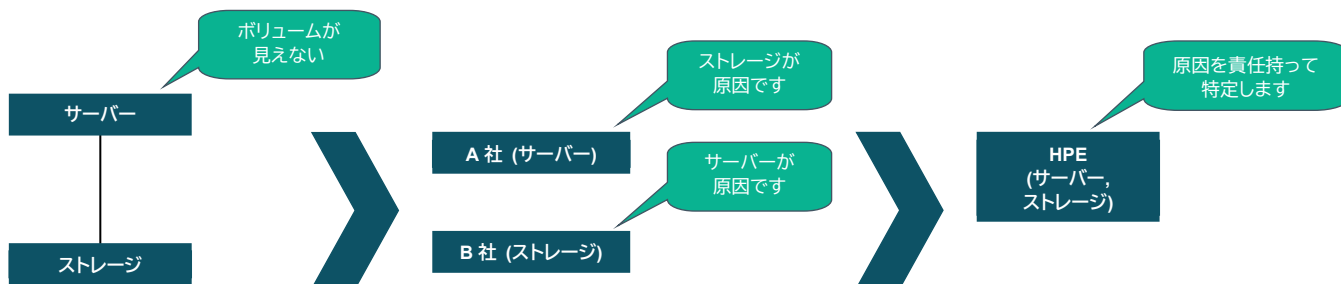 ボリュームが
見えない
サーバー
ストレージ
ストレージが
原因です
A 社 (サーバー)
サーバーが
原因です
B 社 (ストレージ)
原因を責任持って
特定します
HPE
(サーバー,
ストレージ)